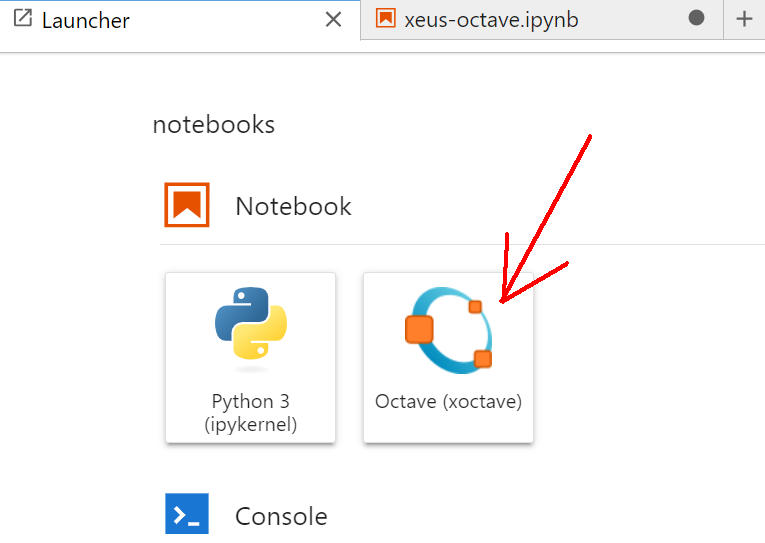 Launcher
xeus-octave.ipynb
notebooks
Notebook
Python 3
(ipykernel)
Octave (xoctave)
Console